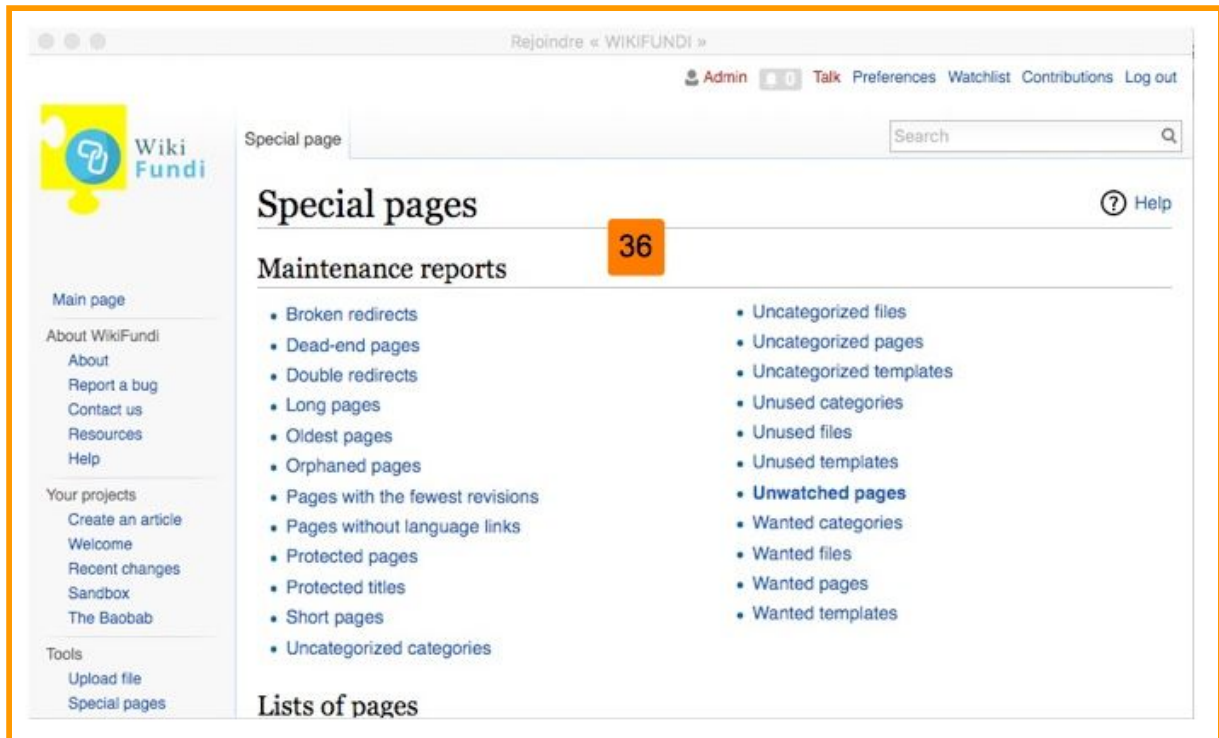 Rejoindre « WIKIFUNDI »
Admin 0 Talk Preferences Watchlist Contributions Log out
Wiki
Fundi
Special page
Search
Special pages
Help
36
Maintenance reports
Broken redirects
Dead-end pages
Double redirects
Long pages
Oldest pages
Orphaned pages
Pages with the fewest revisions
Pages without language links
Protected pages
Protected titles
Short pages
Uncategorized categories
Uncategorized files
Uncategorized pages
Uncategorized templates
Unused categories
Unused files
Unused templates
Unwatched pages
Wanted categories
Wanted files
Wanted pages
Wanted templates
Lists of pages
Main page
About WikiFundi
About
Report a bug
Contact us
Resources
Help
Your projects
Create an article
Welcome
Recent changes
Sandbox
The Baobab
Tools
Upload file
Special pages